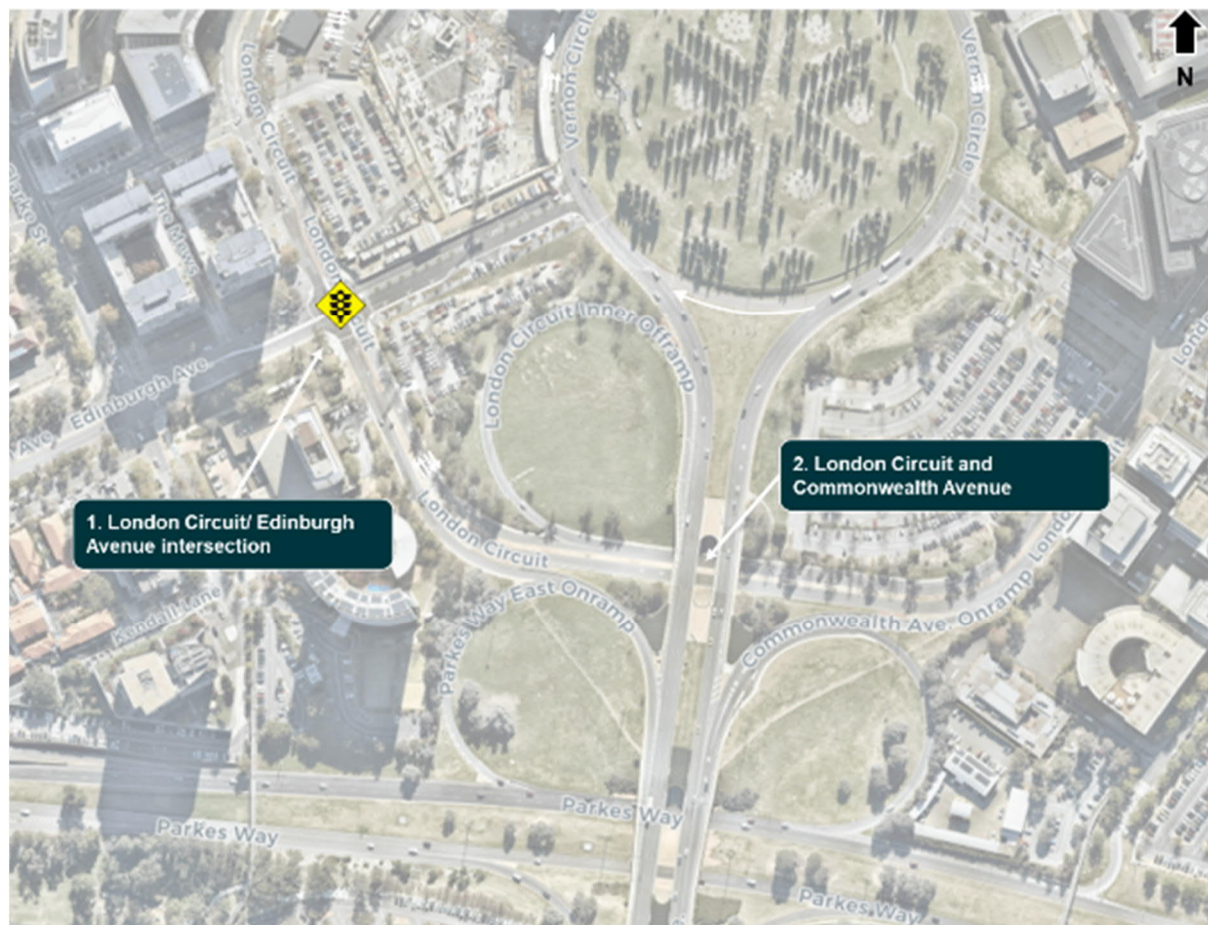 N
London Circuit
Vernon Circle
Vernon Circle
Clarke St
The Mews
London Circuit
London Circuit Inner Offramp
Edinburgh Ave.
Ave
1. London Circuit/ Edinburgh
Avenue intersection
2. London Circuit and
Commonwealth Avenue
London Circuit
Parkes Way East Onramp
Commonwealth Ave. Onramp
London
London
Kendall Lane
Parkes Way
Parkes Way
Parkes Way